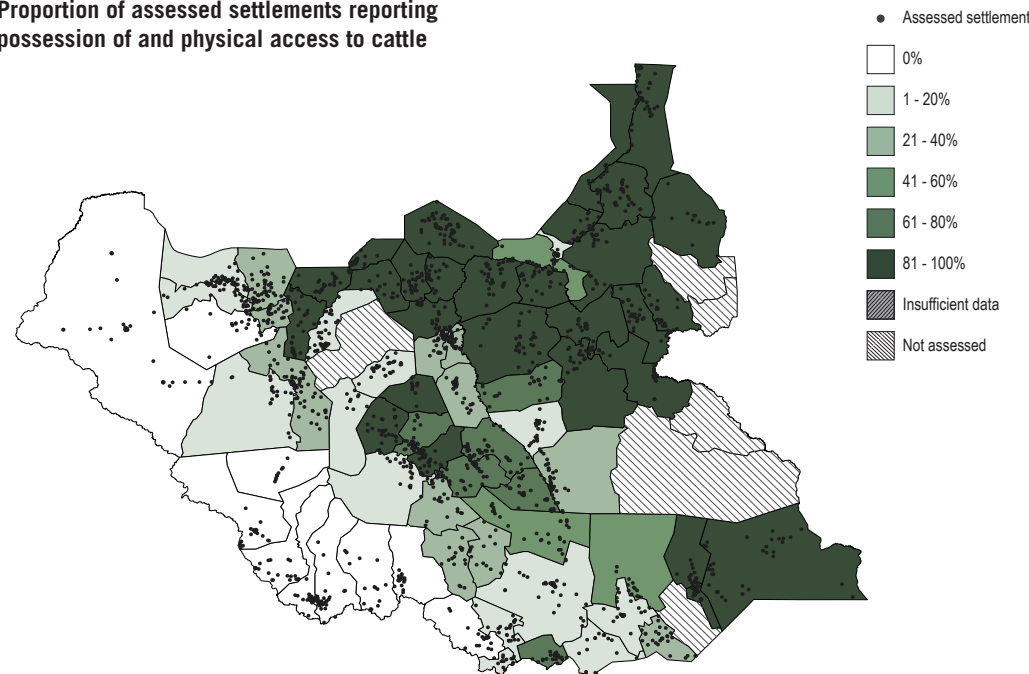 Proportion of assessed settlements reporting
possession of and physical access to cattle
Assessed settlement
0%
1 - 20%
21 - 40%
41 - 60%
61 - 80%
81 - 100%
Insufficient data
Not assessed